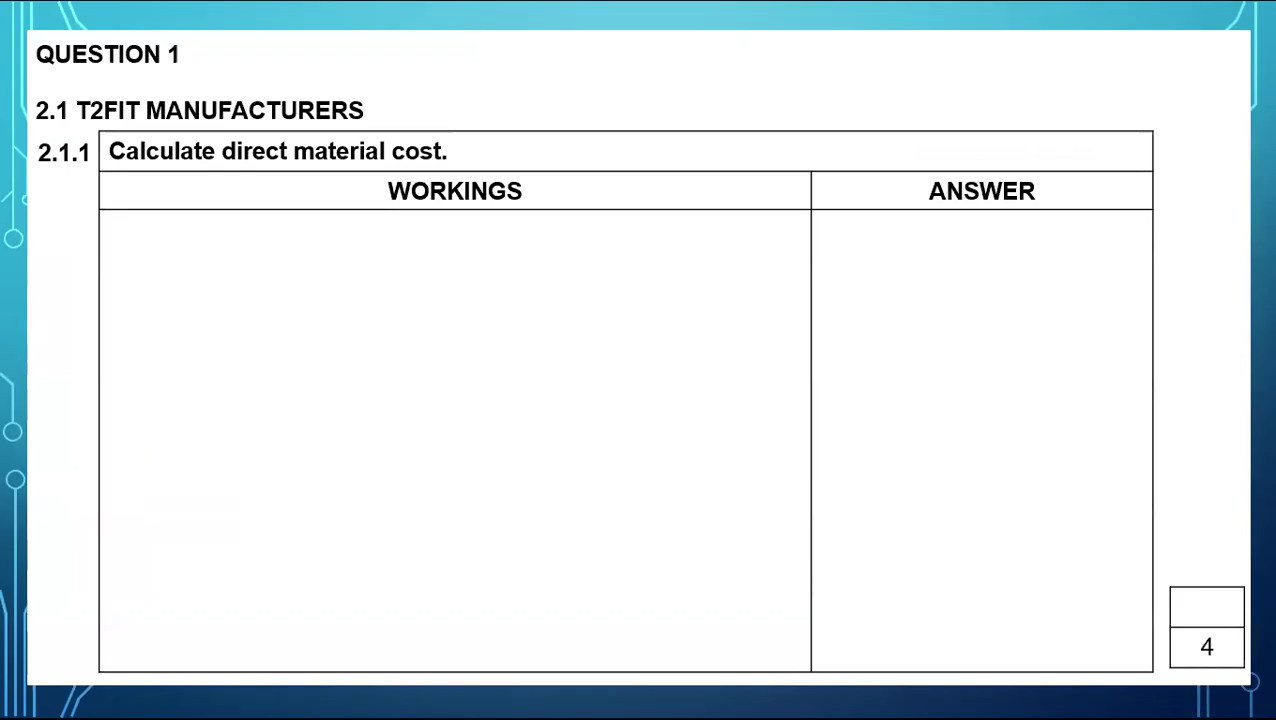 QUESTION 1
2.1 T2FIT MANUFACTURERS
2.1.1 Calculate direct material cost.
WORKINGS ANSWER
4